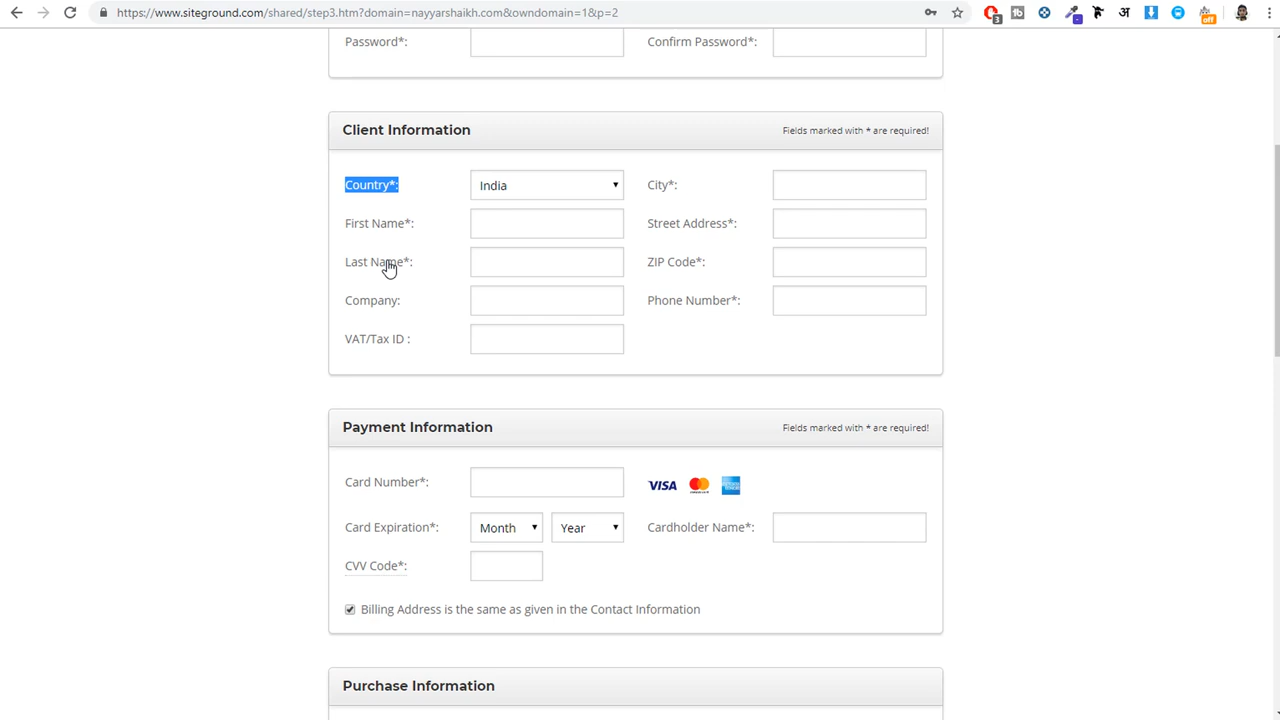 https://www.siteground.com/shared/step3.htm?domain=nayyarshaikh.com&owndomain=1&p=2
3
अ
off
Password*:
Confirm Password*:
Client Information
Fields marked with * are required!
Country*:
India
City*:
First Name*:
Street Address*:
Last Name*:
ZIP Code*:
Company:
Phone Number*:
VAT/Tax ID :
Payment Information
Fields marked with * are required!
Card Number*:
VISA
Card Expiration*:
Month
Year
Cardholder Name*:
CVV Code*:
Billing Address is the same as given in the Contact Information
Purchase Information